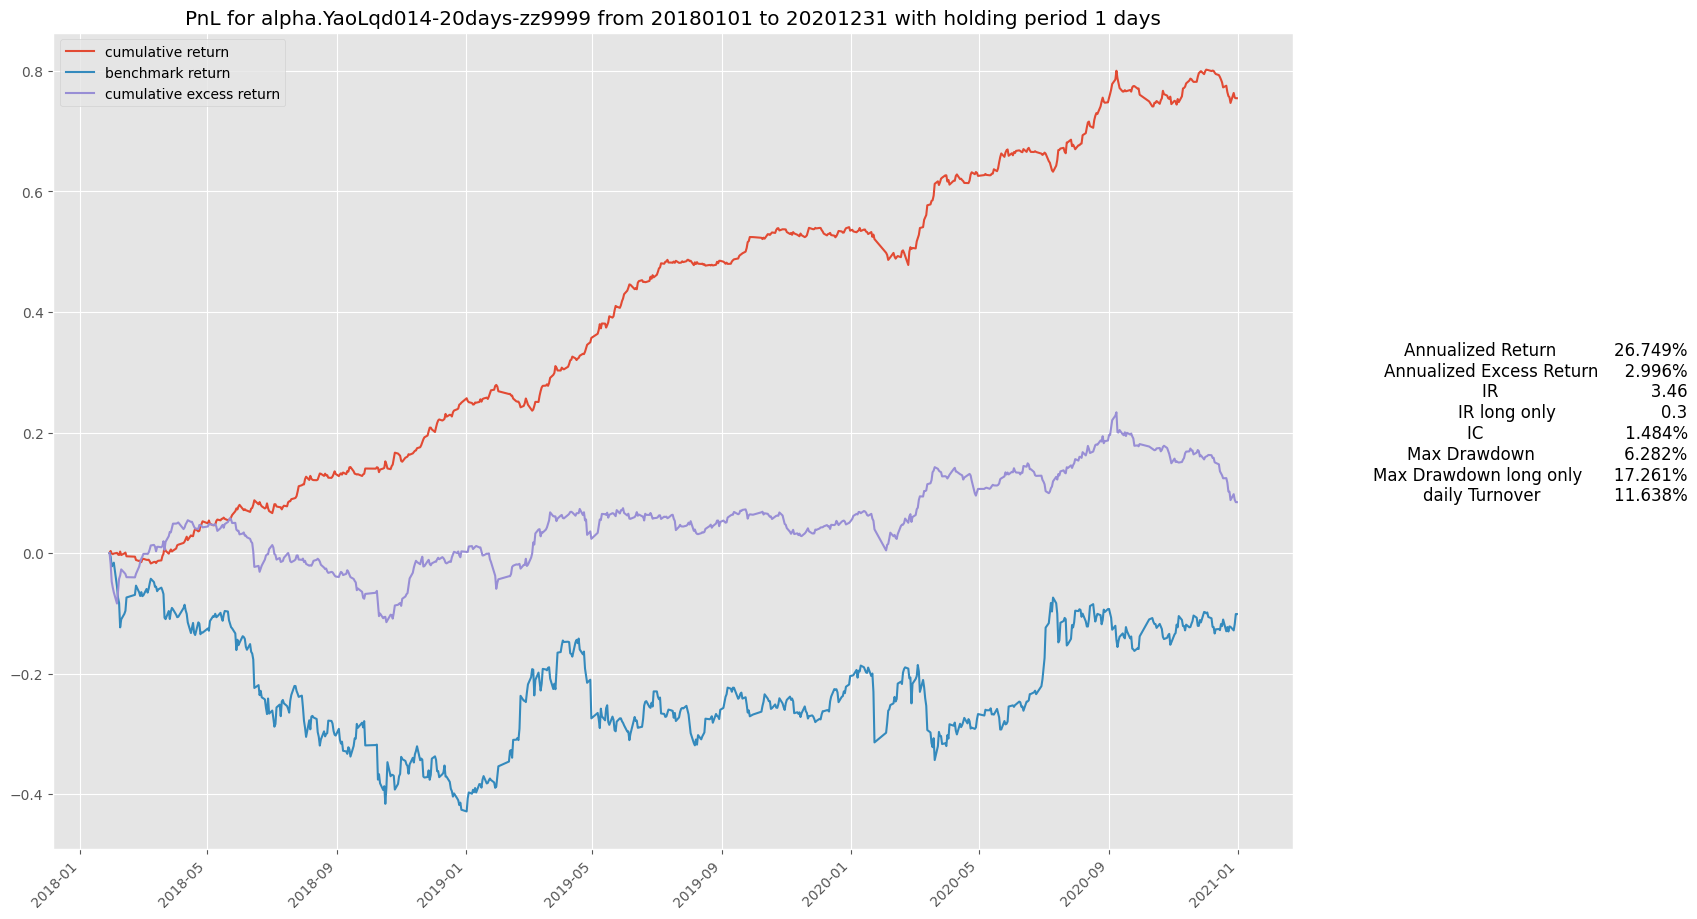 PnL for alpha.YaoLqd014-20days-zz9999 from 20180101 to 20201231 with holding period 1 days
cumulative return
benchmark return
cumulative excess return
0.8
0.6
0.4
0.2
0.0
−0.2
−0.4
2018-01
2018-05
2018-09
2019-01
2019-05
2019-09
2020-01
2020-05
2020-09
2021-01
Annualized Return 26.749%
Annualized Excess Return 2.996%
IR 3.46
IR long only 0.3
IC 1.484%
Max Drawdown 6.282%
Max Drawdown long only 17.261%
daily Turnover 11.638%